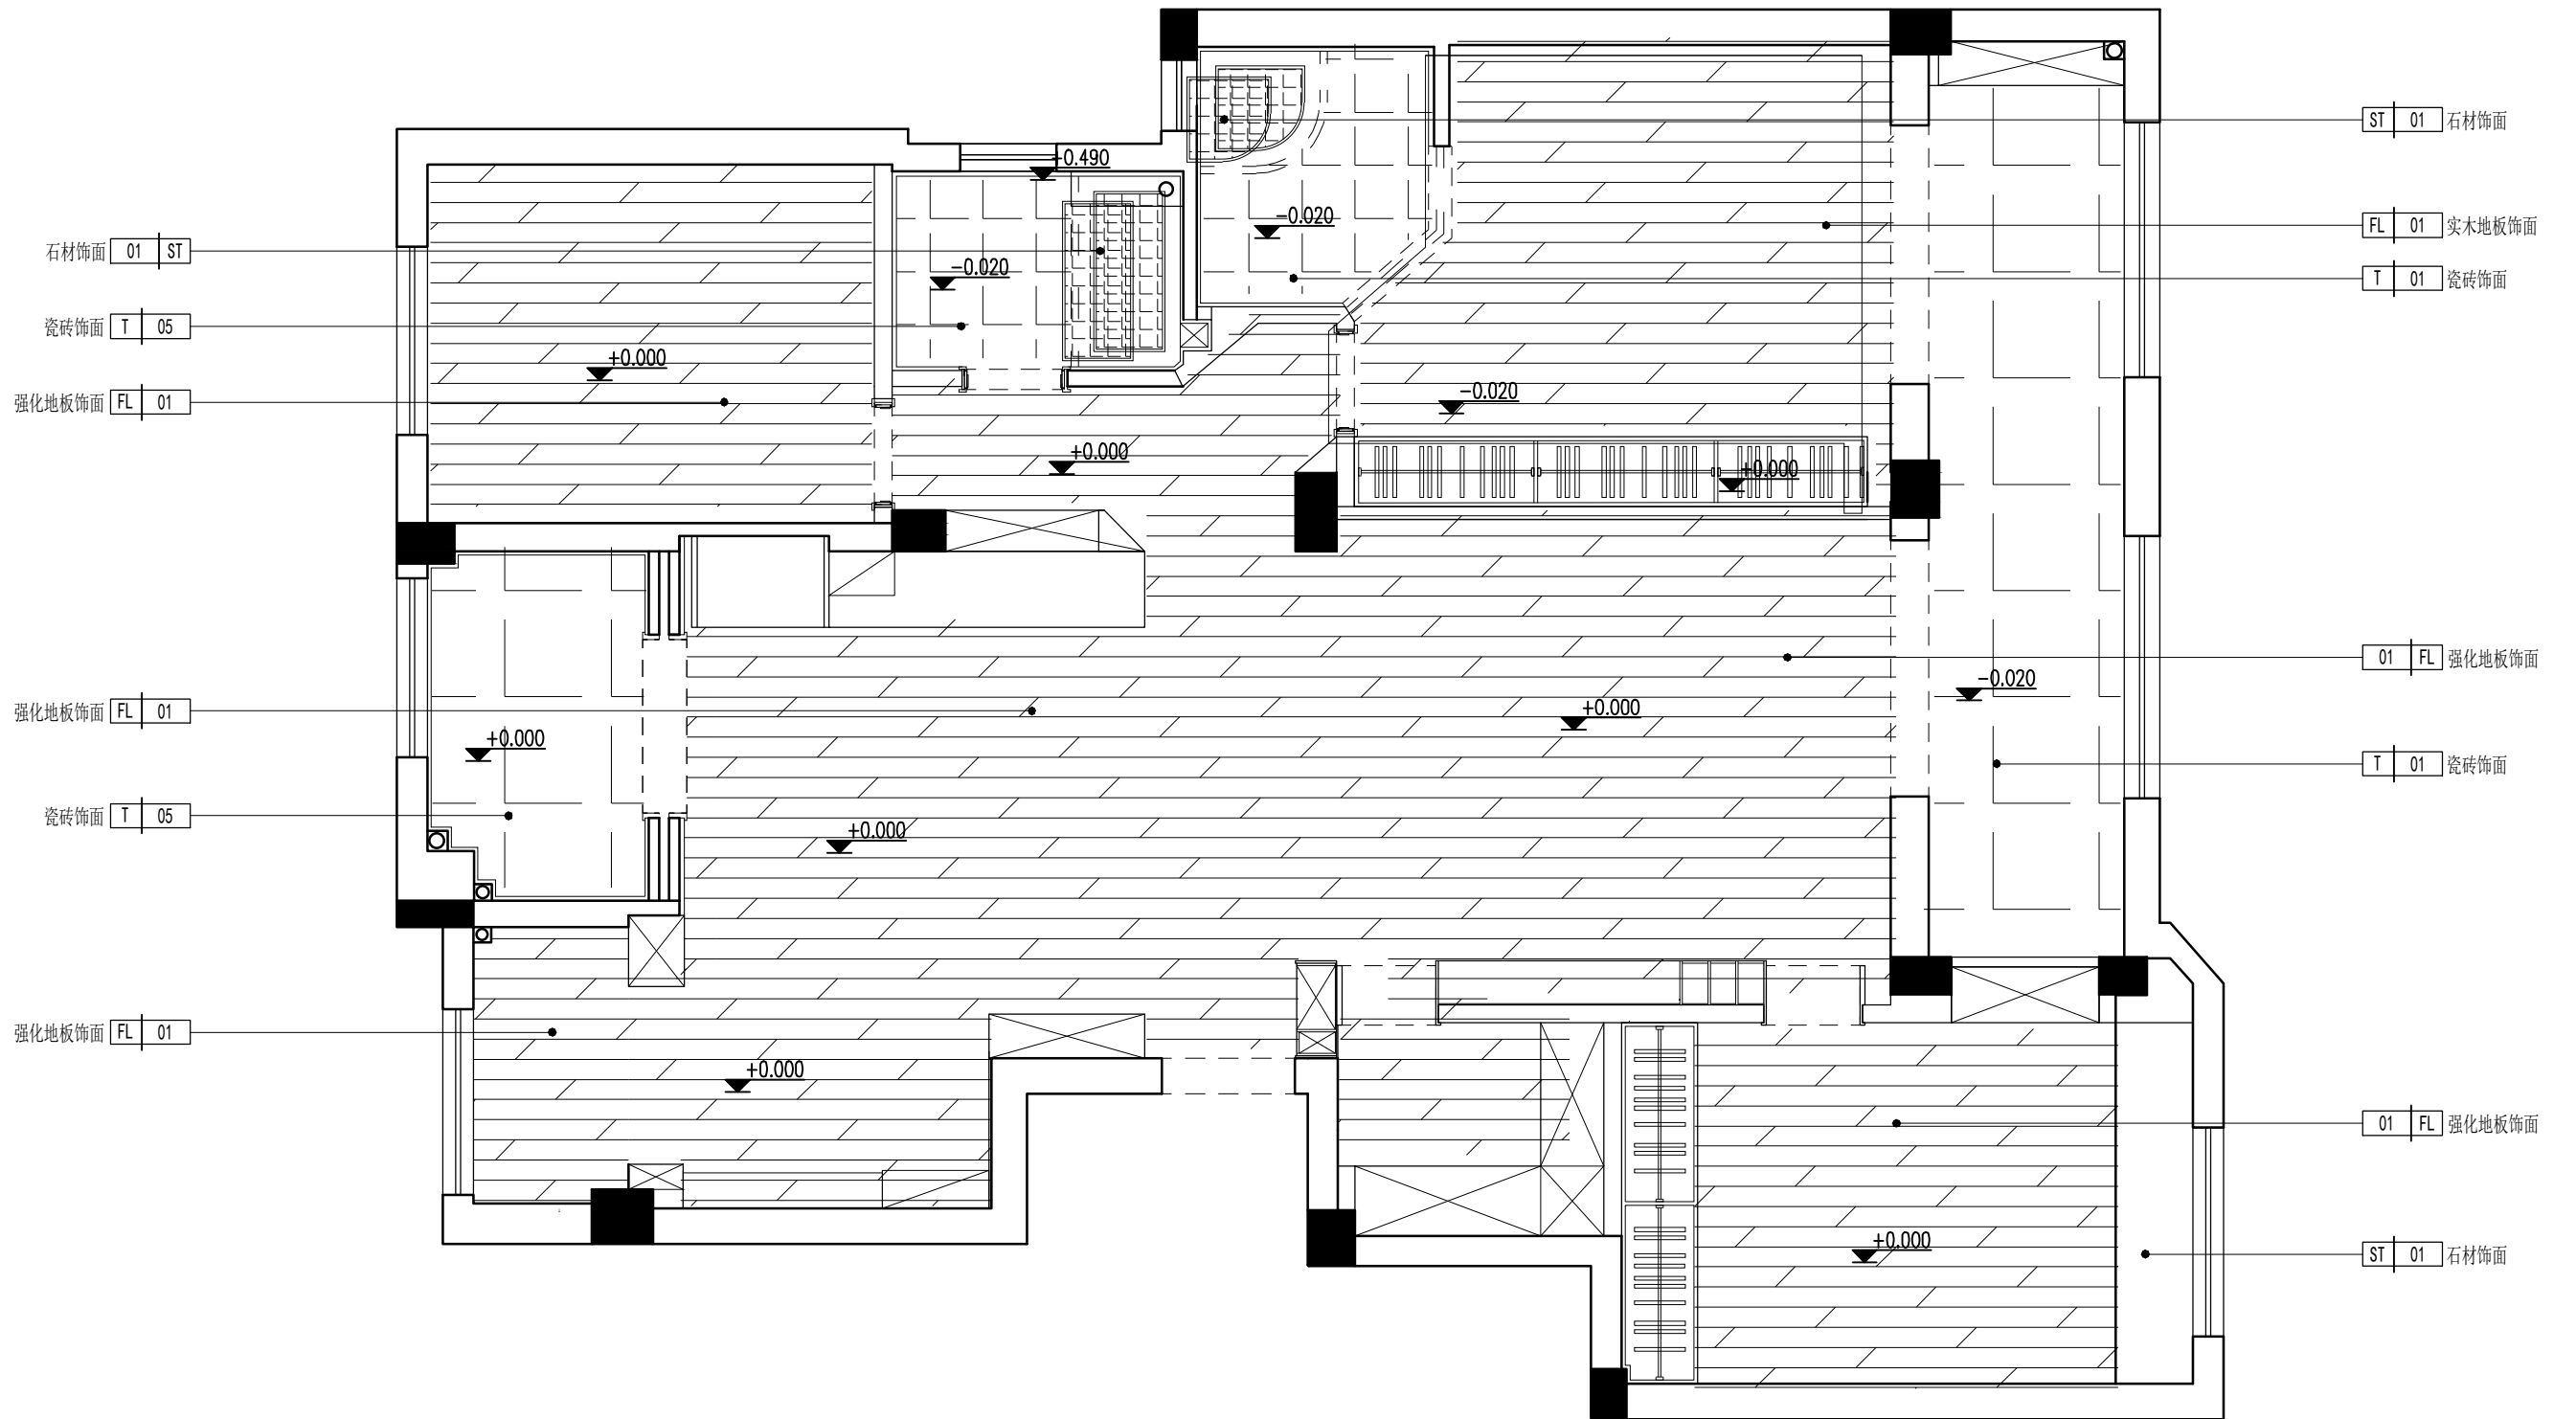 +0.490
ST 01 石材饰面
-0.020
FL 01 实木地板饰面
石材饰面 01 ST
-0.020
T 01 瓷砖饰面
瓷砖饰面 T 05
+0.000
-0.020
强化地板饰面 FL 01
+0.000
+0.000
01 FL 强化地板饰面
-0.020
强化地板饰面 FL 01
+0.000
+0.000
T 01 瓷砖饰面
瓷砖饰面 T 05
+0.000
强化地板饰面 FL 01
+0.000
01 FL 强化地板饰面
+0.000
ST 01 石材饰面